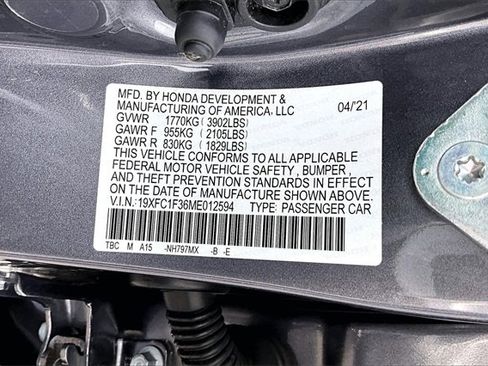 MFD. BY HONDA DEVELOPMENT &
MANUFACTURING OF AMERICA, LLC 04/21
GVWR 1770KG (3902LBS)
GAWR F 955KG (2105LBS)
GAWR R 830KG (1829LBS)
THIS VEHICLE CONFORMS TO ALL APPLICABLE
FEDERAL MOTOR VEHICLE SAFETY, BUMPER,
AND THEFT PREVENTION STANDARDS IN EFFECT
ON THE DATE OF MANUFACTURE SHOWN ABOVE.
V.I.N: 19XFC1F36ME012594 TYPE: PASSENGER CAR
TBC M A15 -NH797MX -B -E